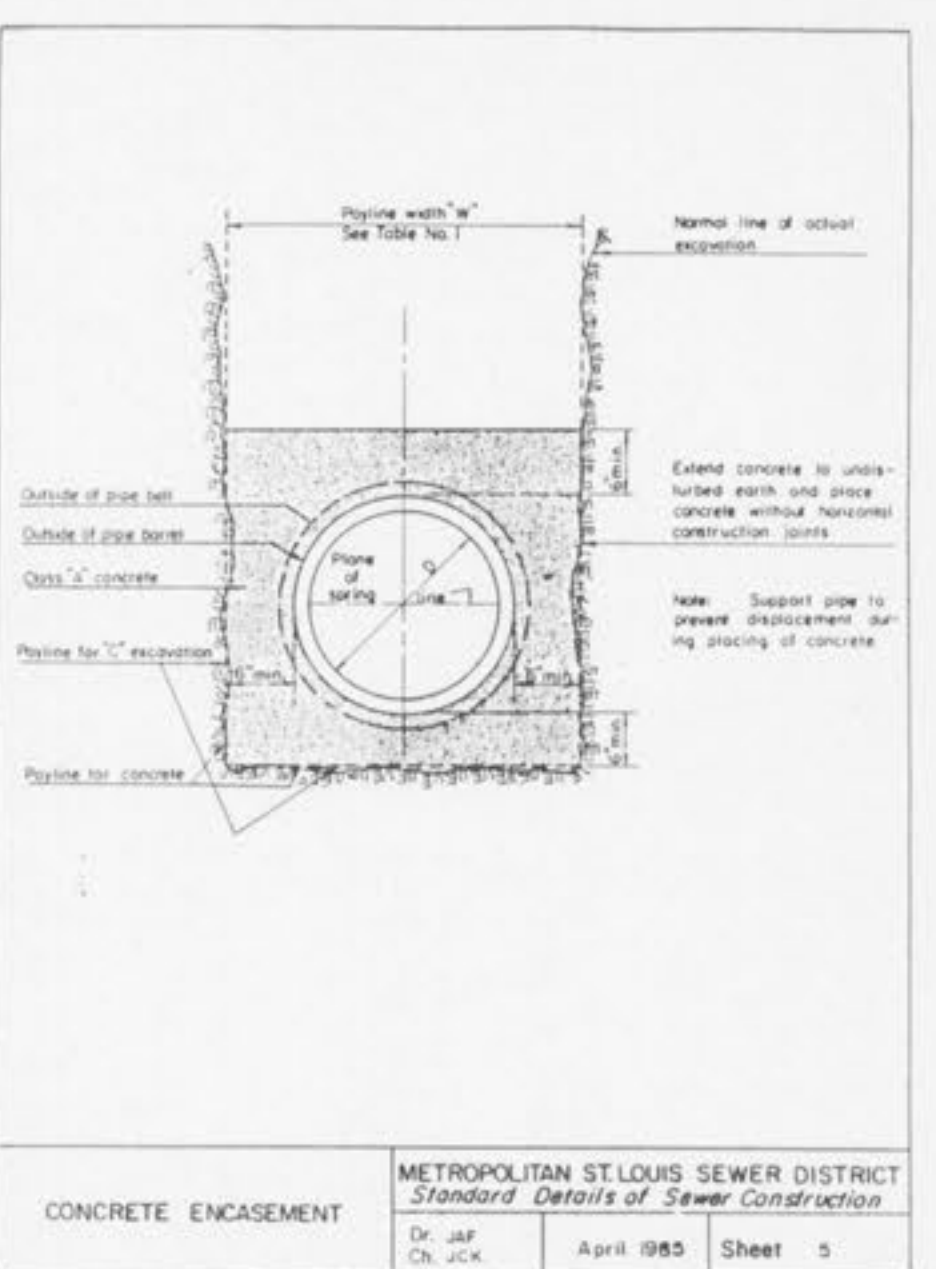 Payline width "W"
See Table No. 1
Normal line of actual
excavation
6" min.
Extend concrete to undis-
turbed earth and place
concrete without horizontal
construction joints
Outside of pipe bell
Outside of pipe barrel
Class "A" concrete
Payline for "C" excavation
Payline for concrete
Plane
of
spring line
D
6" min.
6" min.
6" min.
Note: Support pipe to
prevent displacement dur-
ing placing of concrete
CONCRETE ENCASEMENT
METROPOLITAN ST. LOUIS SEWER DISTRICT
Standard Details of Sewer Construction
Dr. JAF
Ch. JCK
April 1985
Sheet 5